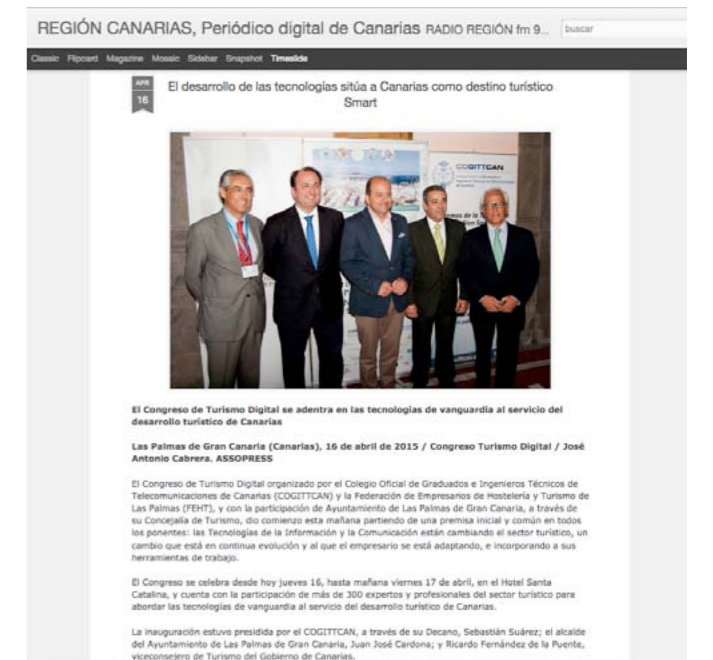 REGIÓN CANARIAS, Periódico digital de Canarias RADIO REGIÓN fm 9... buscar
Classic Flipcard Magazine Mosaic Sidebar Snapshot Timeslide
APR
16
El desarrollo de las tecnologías sitúa a Canarias como destino turístico
Smart
COGITTCAN
El Congreso de Turismo Digital se adentra en las tecnologías de vanguardia al servicio del
desarrollo turístico de Canarias
Las Palmas de Gran Canaria (Canarias), 16 de abril de 2015 / Congreso Turismo Digital / José
Antonio Cabrera. ASSOPRESS
El Congreso de Turismo Digital organizado por el Colegio Oficial de Graduados e Ingenieros Técnicos de
Telecomunicaciones de Canarias (COGITTCAN) y la Federación de Empresarios de Hostelería y Turismo de
Las Palmas (FEHT), y con la participación de Ayuntamiento de Las Palmas de Gran Canaria, a través de
su Concejalía de Turismo, dio comienzo esta mañana partiendo de una premisa inicial y común en todos
los ponentes: las Tecnologías de la Información y la Comunicación están cambiando el sector turístico, un
cambio que está en continua evolución y al que el empresario se está adaptando, e incorporando a sus
herramientas de trabajo.
El Congreso se celebra desde hoy jueves 16, hasta mañana viernes 17 de abril, en el Hotel Santa
Catalina, y cuenta con la participación de más de 300 expertos y profesionales del sector turístico para
abordar las tecnologías de vanguardia al servicio del desarrollo turístico de Canarias.
La inauguración estuvo presidida por el COGITTCAN, a través de su Decano, Sebastián Suárez; el alcalde
del Ayuntamiento de Las Palmas de Gran Canaria, Juan José Cardona; y Ricardo Fernández de la Puente,
viceconsejero de Turismo del Gobierno de Canarias.